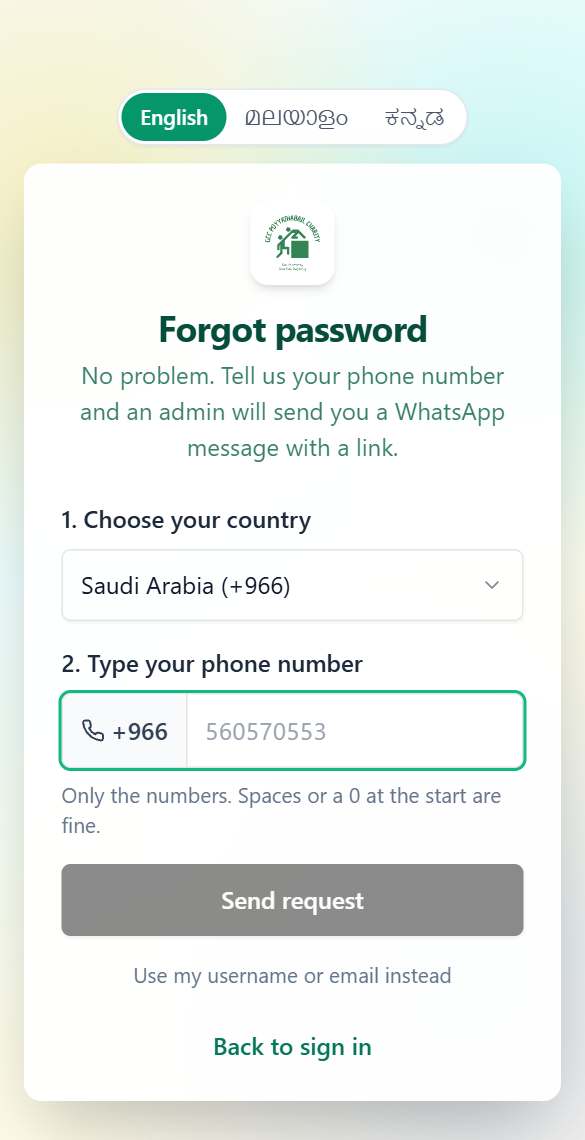 English
മലയാളം
ಕನ್ನಡ
GCC POYYATHABAIL CHARITY
Forgot password
No problem. Tell us your phone number
and an admin will send you a WhatsApp
message with a link.
1. Choose your country
Saudi Arabia (+966)
2. Type your phone number
+966
560570553
Only the numbers. Spaces or a 0 at the start are
fine.
Send request
Use my username or email instead
Back to sign in